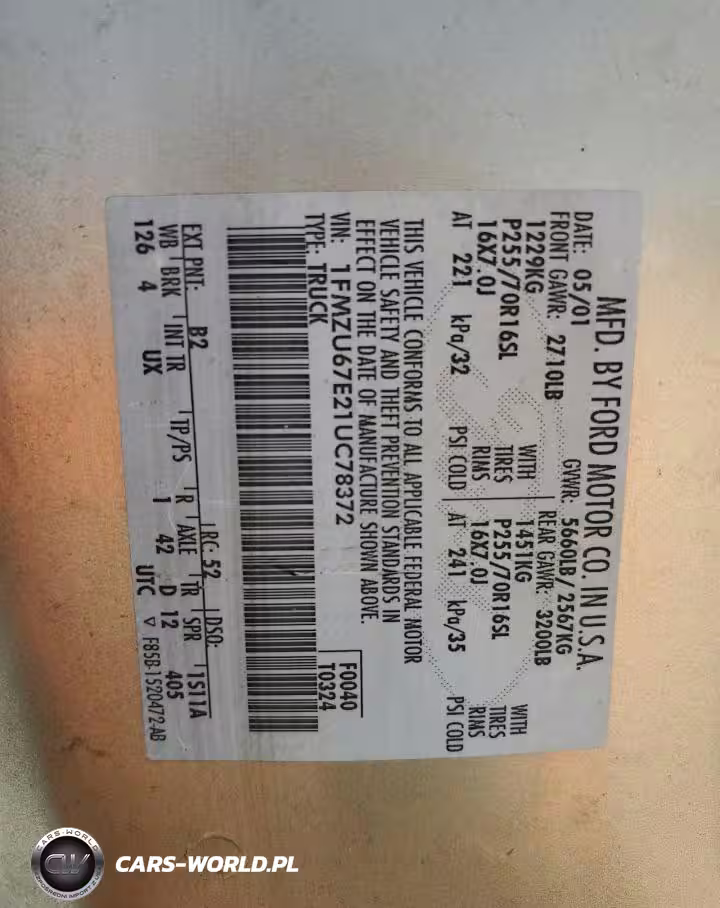 MFD. BY FORD MOTOR CO. IN U.S.A.
DATE: 05/01 GVWR: 5660LB/ 2567KG
FRONT GAWR: 2710LB REAR GAWR: 3200LB
1229KG WITH 1451KG WITH
P255/70R16SL TIRES P255/70R16SL TIRES
16X7.0J RIMS 16X7.0J RIMS
AT 221 kPa/32 PSI COLD AT 241 kPa/35 PSI COLD
THIS VEHICLE CONFORMS TO ALL APPLICABLE FEDERAL MOTOR
VEHICLE SAFETY AND THEFT PREVENTION STANDARDS IN
EFFECT ON THE DATE OF MANUFACTURE SHOWN ABOVE.
VIN: 1FMZU67E21UC78372 F0040
TYPE: TRUCK T0324
EXT PNT: B2 RC: 52 DSO:
WB BRK INT TR TP/PS R AXLE TR SPR 1S11A
126 4 UX 1 42 D 12 405
UTC ▽ F85B-1520472-AB
CARS-WORLD
CW
CARS-WORLD.PL